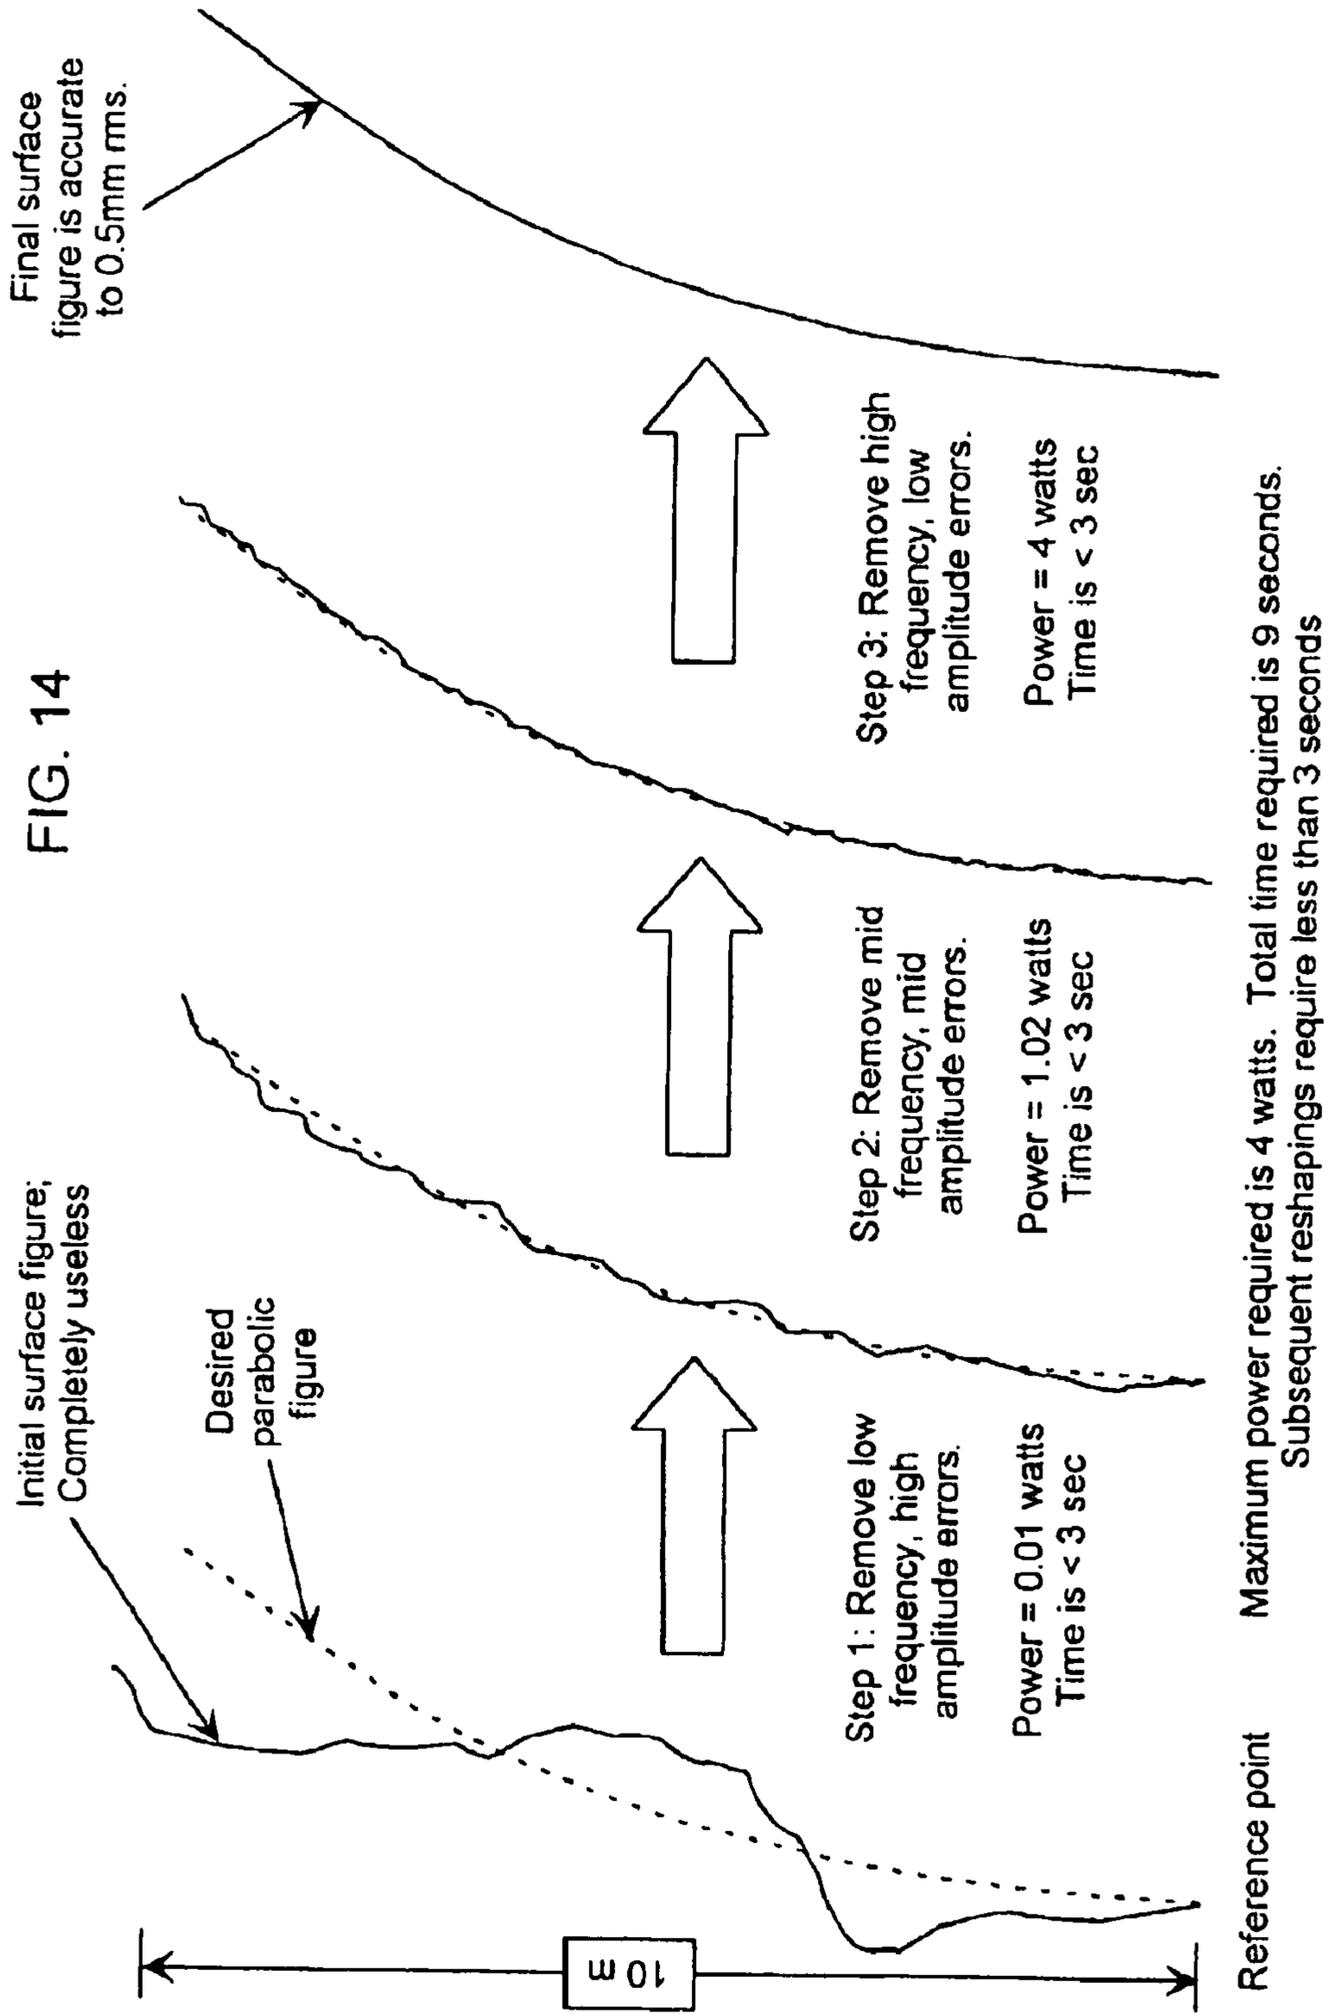 FIG. 14
Initial surface figure;
Completely useless
Desired
parabolic
figure
Final surface
figure is accurate
to 0.5mm rms.
10 m
Step 1: Remove low
frequency, high
amplitude errors.
Power = 0.01 watts
Time is < 3 sec
Step 2: Remove mid
frequency, mid
amplitude errors.
Power = 1.02 watts
Time is < 3 sec
Step 3: Remove high
frequency, low
amplitude errors.
Power = 4 watts
Time is < 3 sec
Reference point
Maximum power required is 4 watts. Total time required is 9 seconds.
Subsequent reshapings require less than 3 seconds